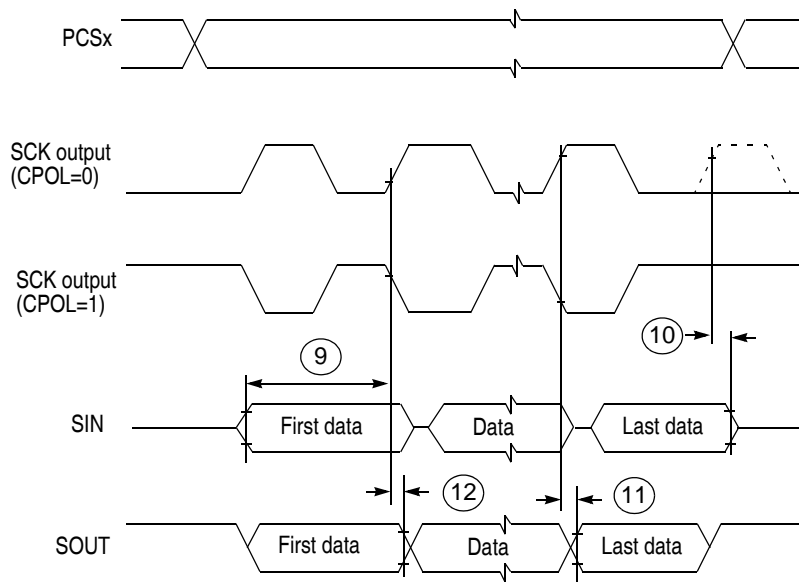 PCSx
SCK output
(CPOL=0)
SCK output
(CPOL=1)
10
9
SIN
First data
Data
Last data
12
11
SOUT
First data
Data
Last data